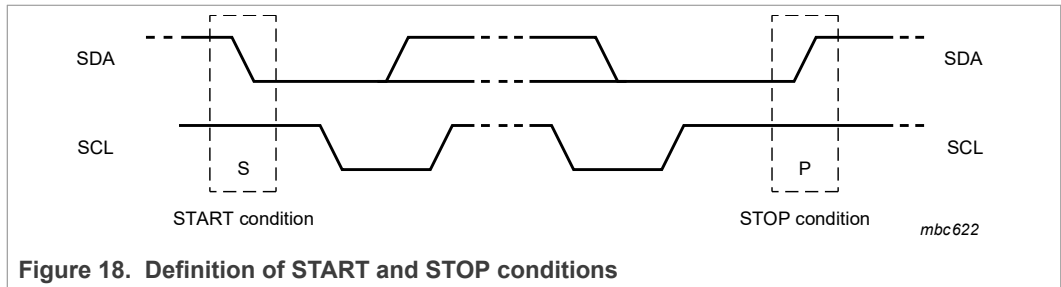 SDA
SDA
SCL
SCL
S
P
START condition
STOP condition
mbc622
Figure 18. Definition of START and STOP conditions